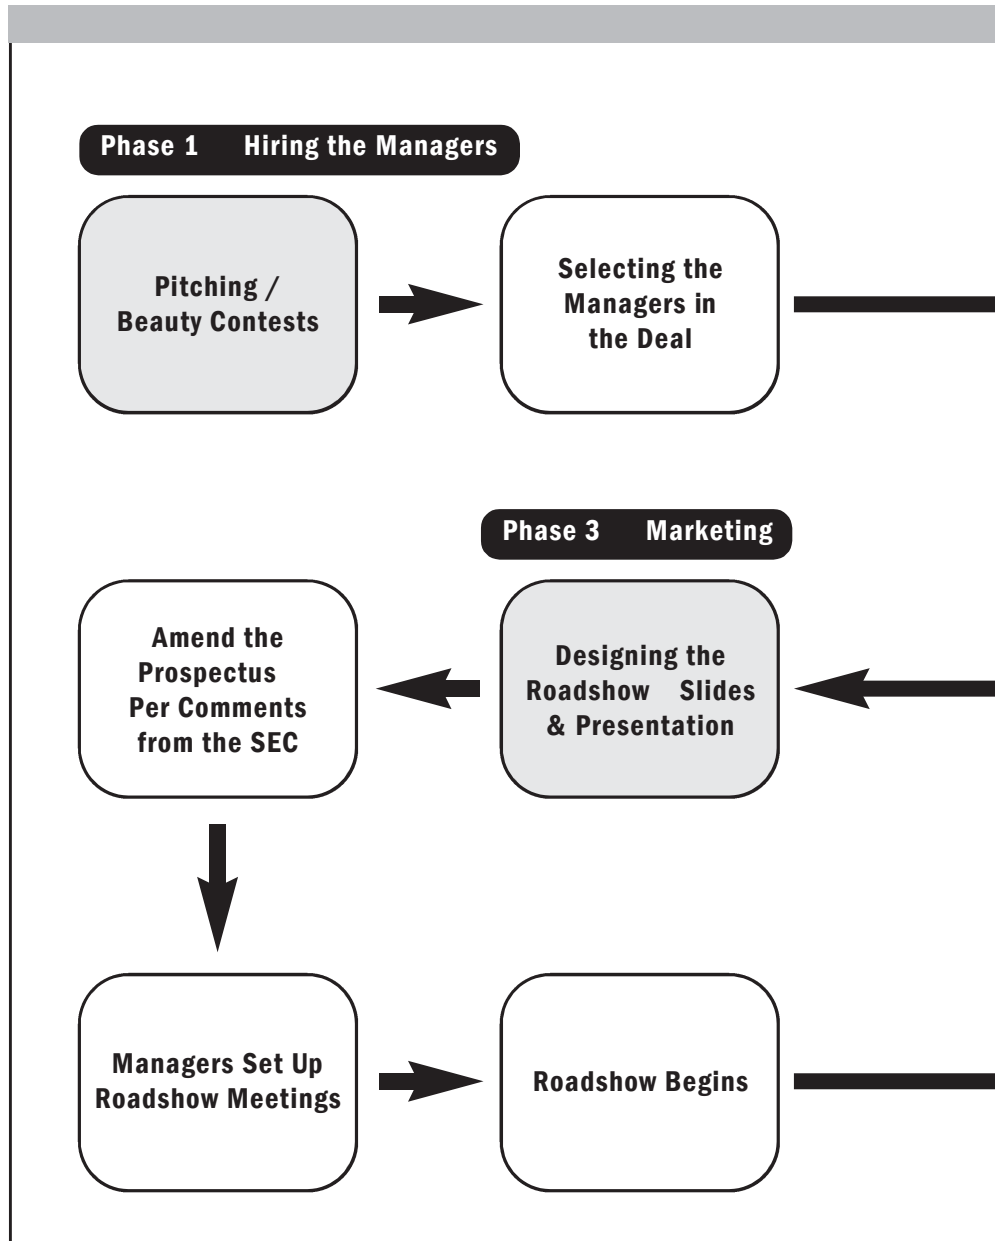 Phase 1 Hiring the Managers
Pitching /
Beauty Contests
Selecting the
Managers in
the Deal
Phase 3 Marketing
Amend the
Prospectus
Per Comments
from the SEC
Designing the
Roadshow Slides
& Presentation
Managers Set Up
Roadshow Meetings
Roadshow Begins